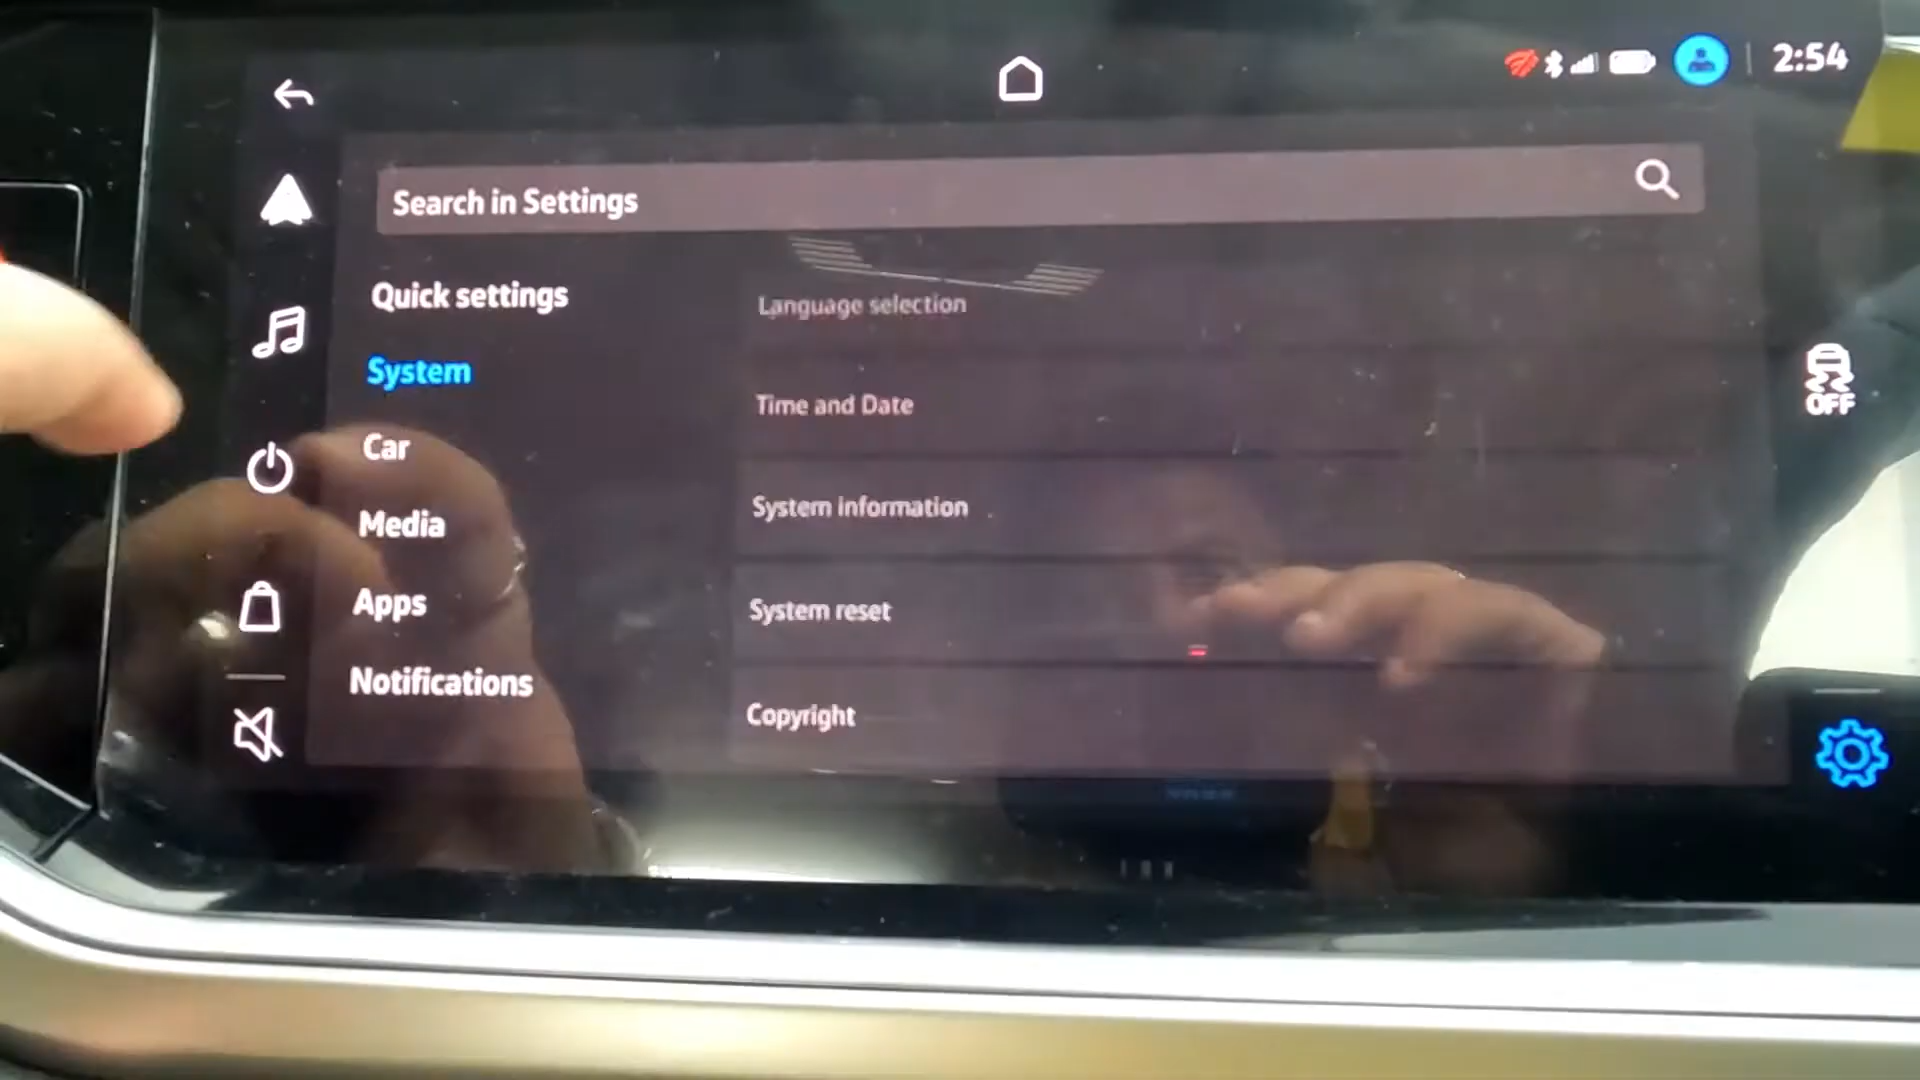 2:54
Search in Settings
Quick settings
Language selection
System
Time and Date
OFF
Car
System information
Media
System reset
Apps
Notifications
Copyright